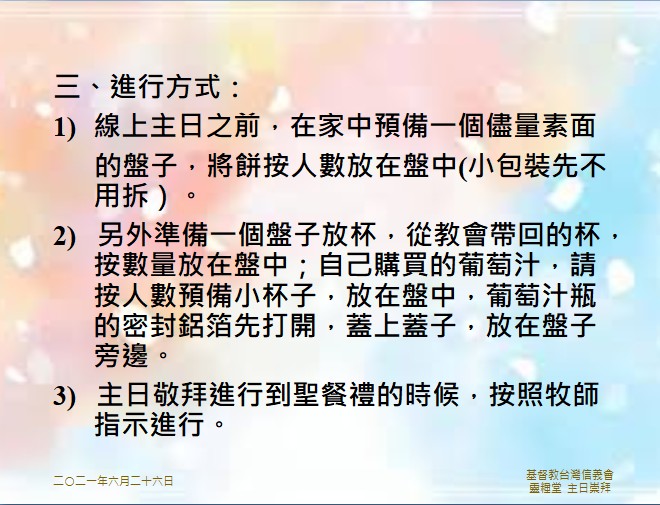 三、進行方式：
1) 線上主日之前，在家中預備一個儘量素面
的盤子，將餅按人數放在盤中(小包裝先不
用拆）。
2) 另外準備一個盤子放杯，從教會帶回的杯，
按數量放在盤中；自己購買的葡萄汁，請
按人數預備小杯子，放在盤中，葡萄汁瓶
的密封鋁箔先打開，蓋上蓋子，放在盤子
旁邊。
3) 主日敬拜進行到聖餐禮的時候，按照牧師
指示進行。
二〇二一年六月二十六日
基督教台灣信義會
靈糧堂 主日崇拜